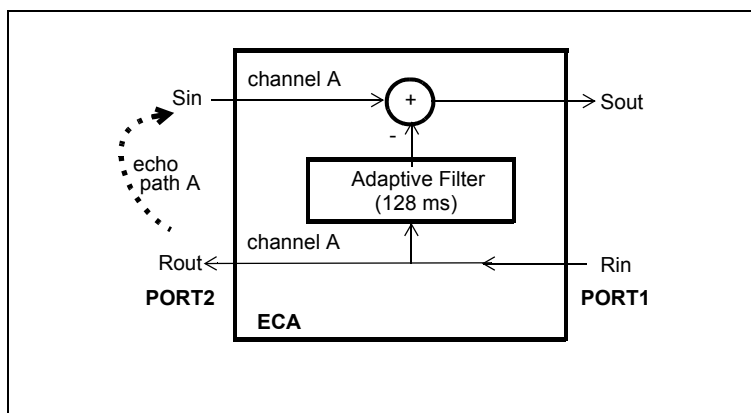 channel A
Sin
+
Sout
-
echo
path A
Adaptive Filter
(128 ms)
channel A
Rout
Rin
PORT2
PORT1
ECA